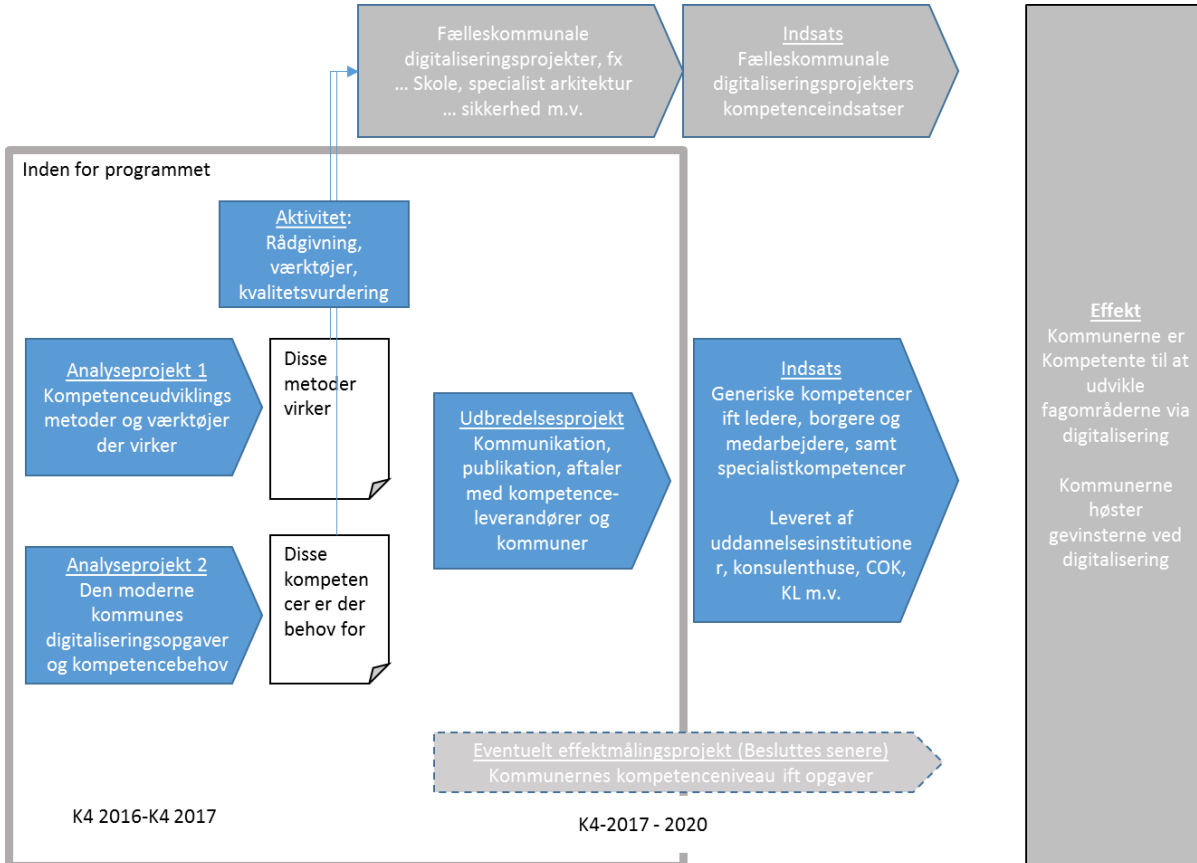 Fælleskommunale
digitaliseringsprojekter, fx
... Skole, specialist arkitektur
... sikkerhed m.v.
Indsats
Fælleskommunale
digitaliseringsprojekters
kompetenceindsatser
Inden for programmet
Aktivitet:
Rådgivning,
værktøjer,
kvalitetsvurdering
Analyseprojekt 1
Kompetenceudviklings
metoder og værktøjer
der virker
Disse
metoder
virker
Udbredelsesprojekt
Kommunikation,
publikation, aftaler
med kompetence-
leverandører og
kommuner
Indsats
Generiske kompetencer
ift ledere, borgere og
medarbejdere, samt
specialistkompetencer
Leveret af
uddannelsesinstitutione
r, konsulenthuse, COK,
KL m.v.
Analyseprojekt 2
Den moderne
kommunes
digitaliseringsopgaver
og kompetencebehov
Disse
kompeten
cer er der
behov for
Effekt
Kommunerne er
Kompetente til at
udvikle
fagområderne via
digitalisering
Kommunerne
høster
gevinsterne ved
digitalisering
Eventuelt effektmålingsprojekt (Besluttes senere)
Kommunernes kompetenceniveau ift opgaver
K4 2016-K4 2017
K4-2017 - 2020